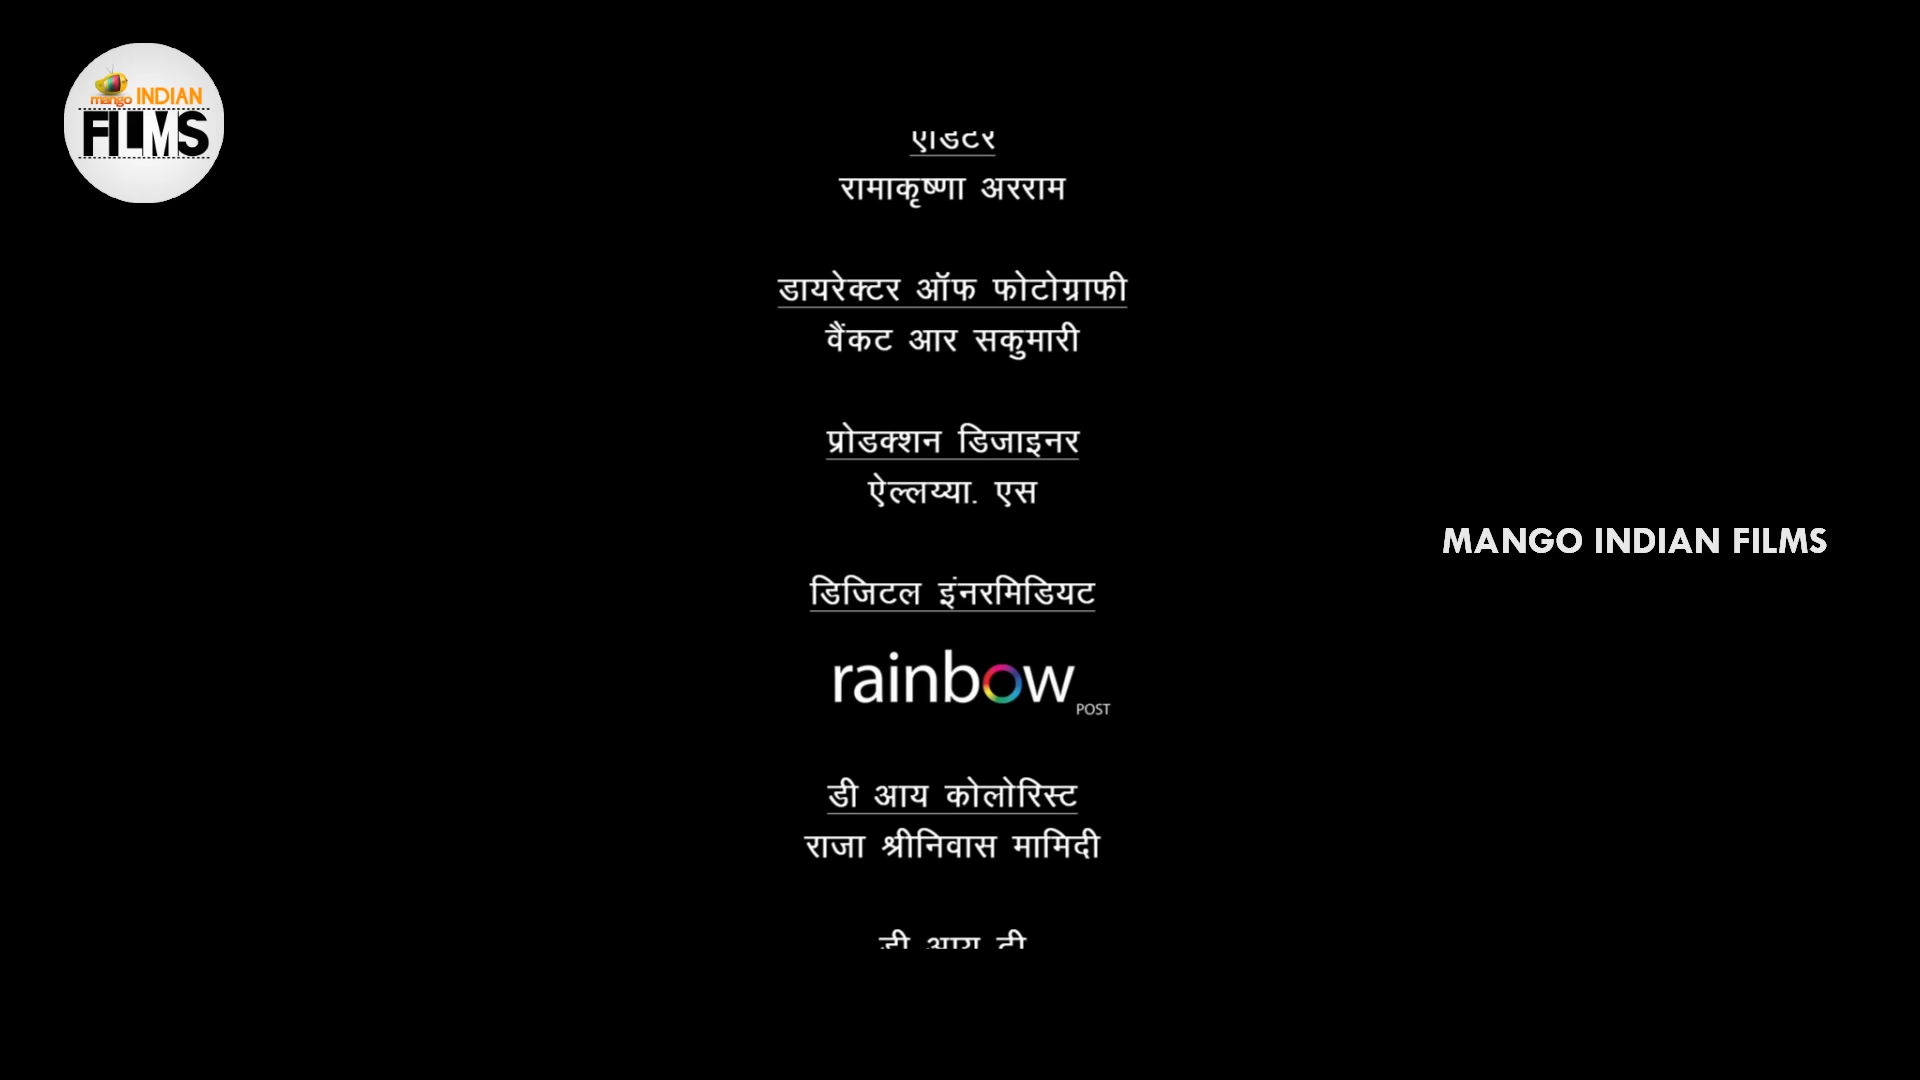 mango INDIAN
FILMS
एडिटर
रामाकृष्णा अरराम
डायरेक्टर ऑफ फोटोग्राफी
वैंकट आर सकुमारी
प्रोडक्शन डिजाइनर
ऐल्लय्या. एस
MANGO INDIAN FILMS
डिजिटल इंनरमिडियट
rainbow
POST
डी आय कोलोरिस्ट
राजा श्रीनिवास मामिदी
डी आय टी